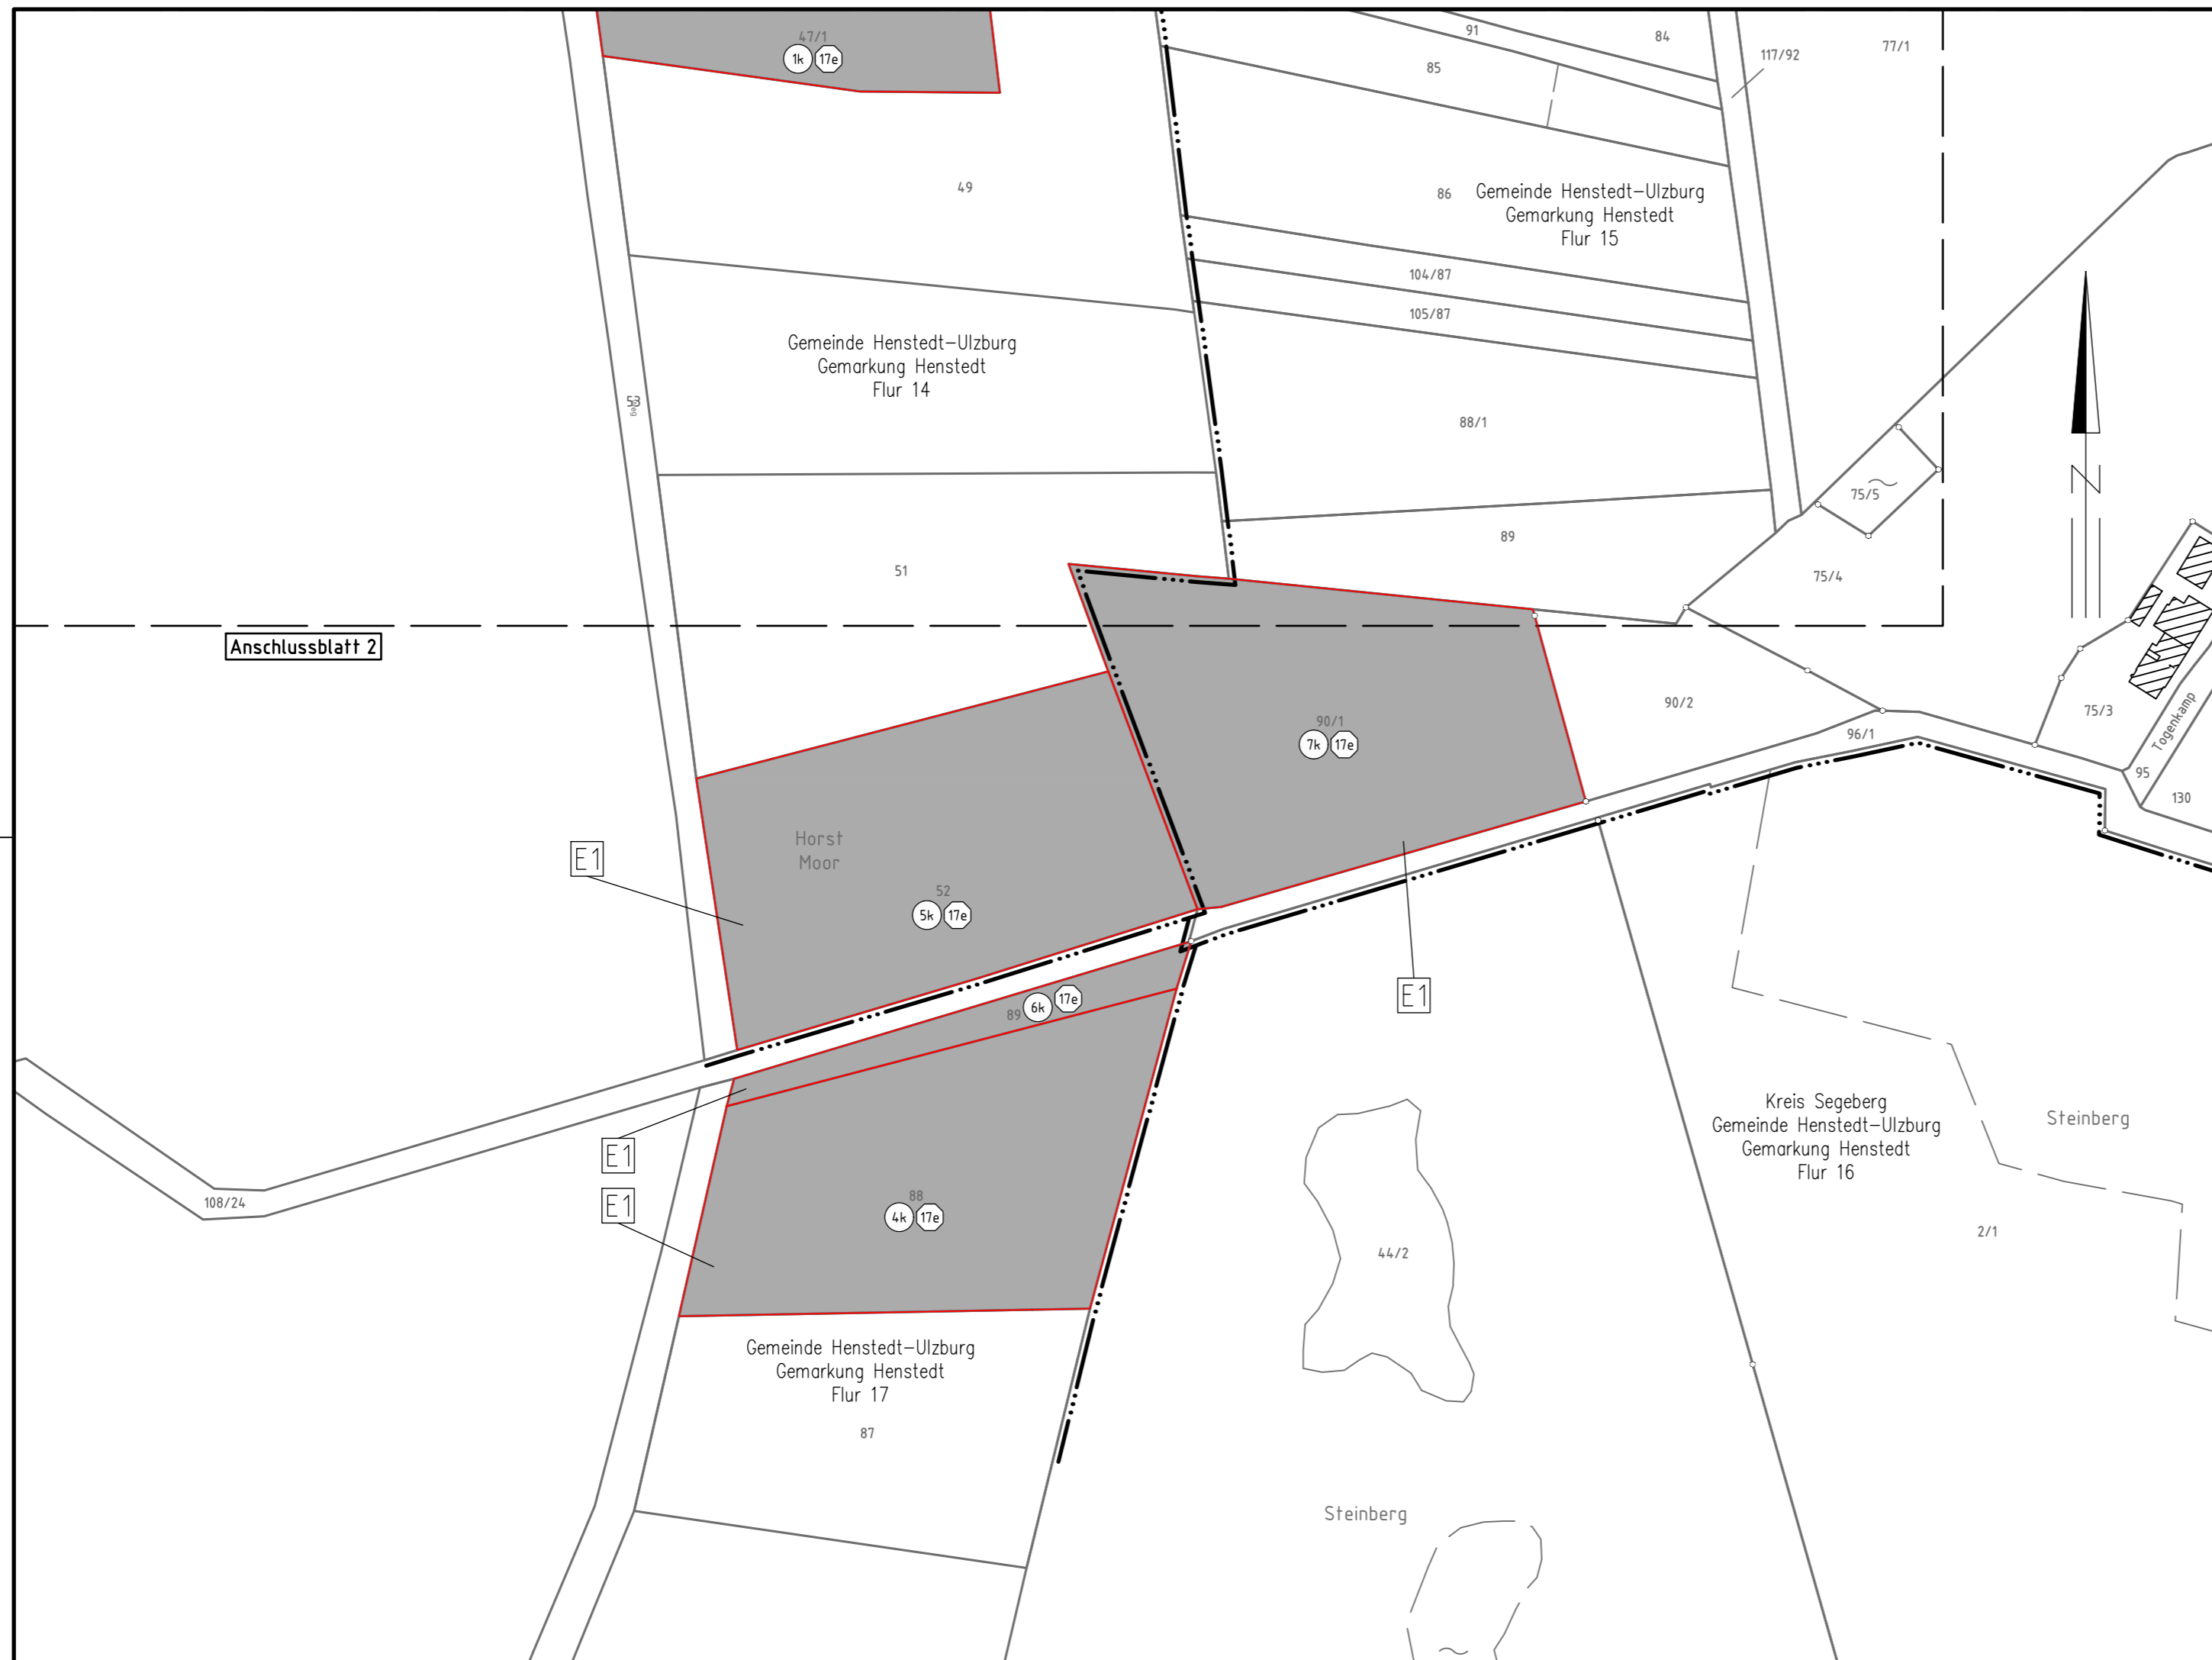 47/1
1k 17e
91
84
117/92
77/1
85
49
86
Gemeinde Henstedt-Ulzburg
Gemarkung Henstedt
Flur 15
104/87
105/87
Gemeinde Henstedt-Ulzburg
Gemarkung Henstedt
Flur 14
53
88/1
75/5
N
89
51
75/4
Anschlussblatt 2
90/2
90/1
7k 17e
75/3
Togenkamp
96/1
95
130
Horst
Moor
E1
52
5k 17e
E1
89 6k 17e
E1
Kreis Segeberg
Gemeinde Henstedt-Ulzburg
Gemarkung Henstedt
Flur 16
Steinberg
108/24
E1
88
4k 17e
44/2
2/1
Gemeinde Henstedt-Ulzburg
Gemarkung Henstedt
Flur 17
87
Steinberg